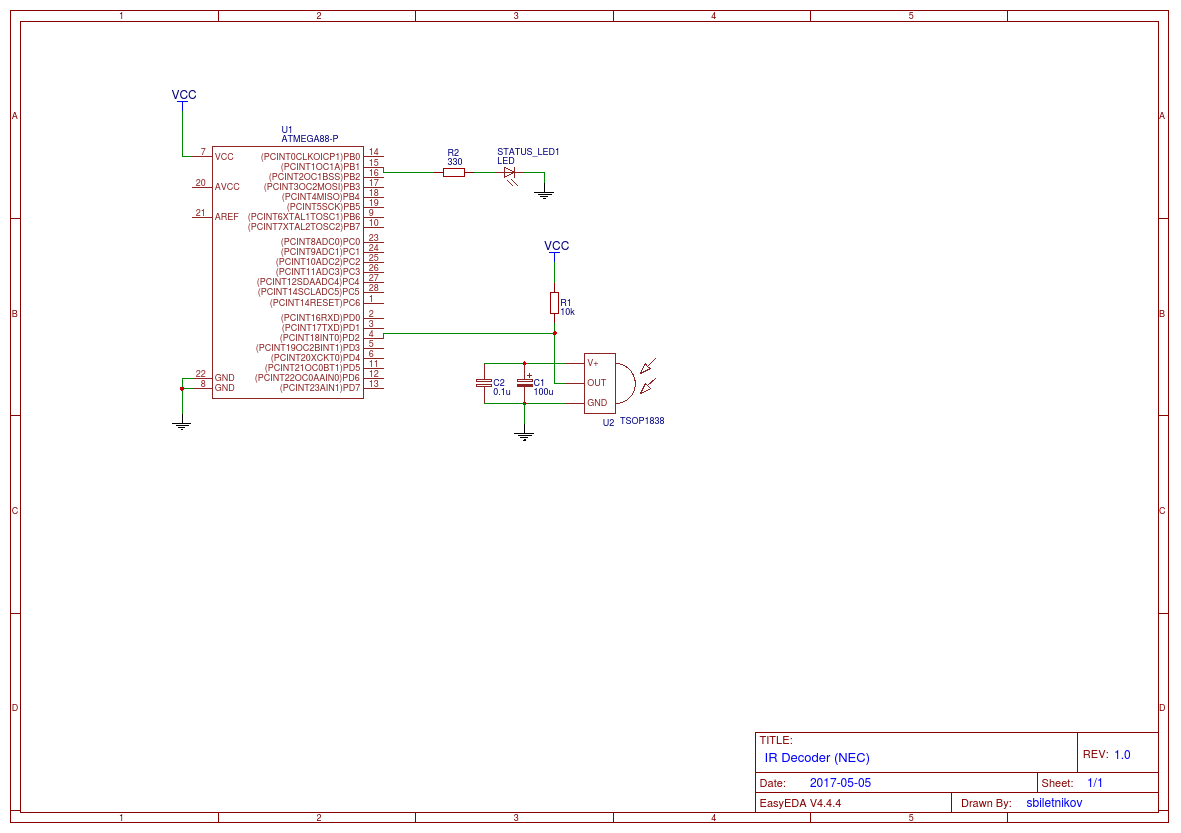 1 2 3 4 5
A A
B B
C C
D D
VCC
U1
ATMEGA88-P
7 VCC
20 AVCC
21 AREF
22 GND
8 GND
(PCINT0CLKOICP1)PB0 14
(PCINT1OC1A)PB1 15
(PCINT2OC1BSS)PB2 16
(PCINT3OC2MOSI)PB3 17
(PCINT4MISO)PB4 18
(PCINT5SCK)PB5 19
(PCINT6XTAL1TOSC1)PB6 9
(PCINT7XTAL2TOSC2)PB7 10
(PCINT8ADC0)PC0 23
(PCINT9ADC1)PC1 24
(PCINT10ADC2)PC2 25
(PCINT11ADC3)PC3 26
(PCINT12SDAADC4)PC4 27
(PCINT14SCLADC5)PC5 28
(PCINT14RESET)PC6 1
(PCINT16RXD)PD0 2
(PCINT17TXD)PD1 3
(PCINT18INT0)PD2 4
(PCINT19OC2BINT1)PD3 5
(PCINT20XCKT0)PD4 6
(PCINT21OC0BT1)PD5 11
(PCINT22OC0AAIN0)PD6 12
(PCINT23AIN1)PD7 13
R2
330
STATUS_LED1
LED
VCC
R1
10k
C2
0.1u
+
C1
100u
V+
OUT
GND
U2 TSOP1838
TITLE:
IR Decoder (NEC)
REV: 1.0
Date: 2017-05-05
Sheet: 1/1
EasyEDA V4.4.4
Drawn By: sbiletnikov
1 2 3 4 5